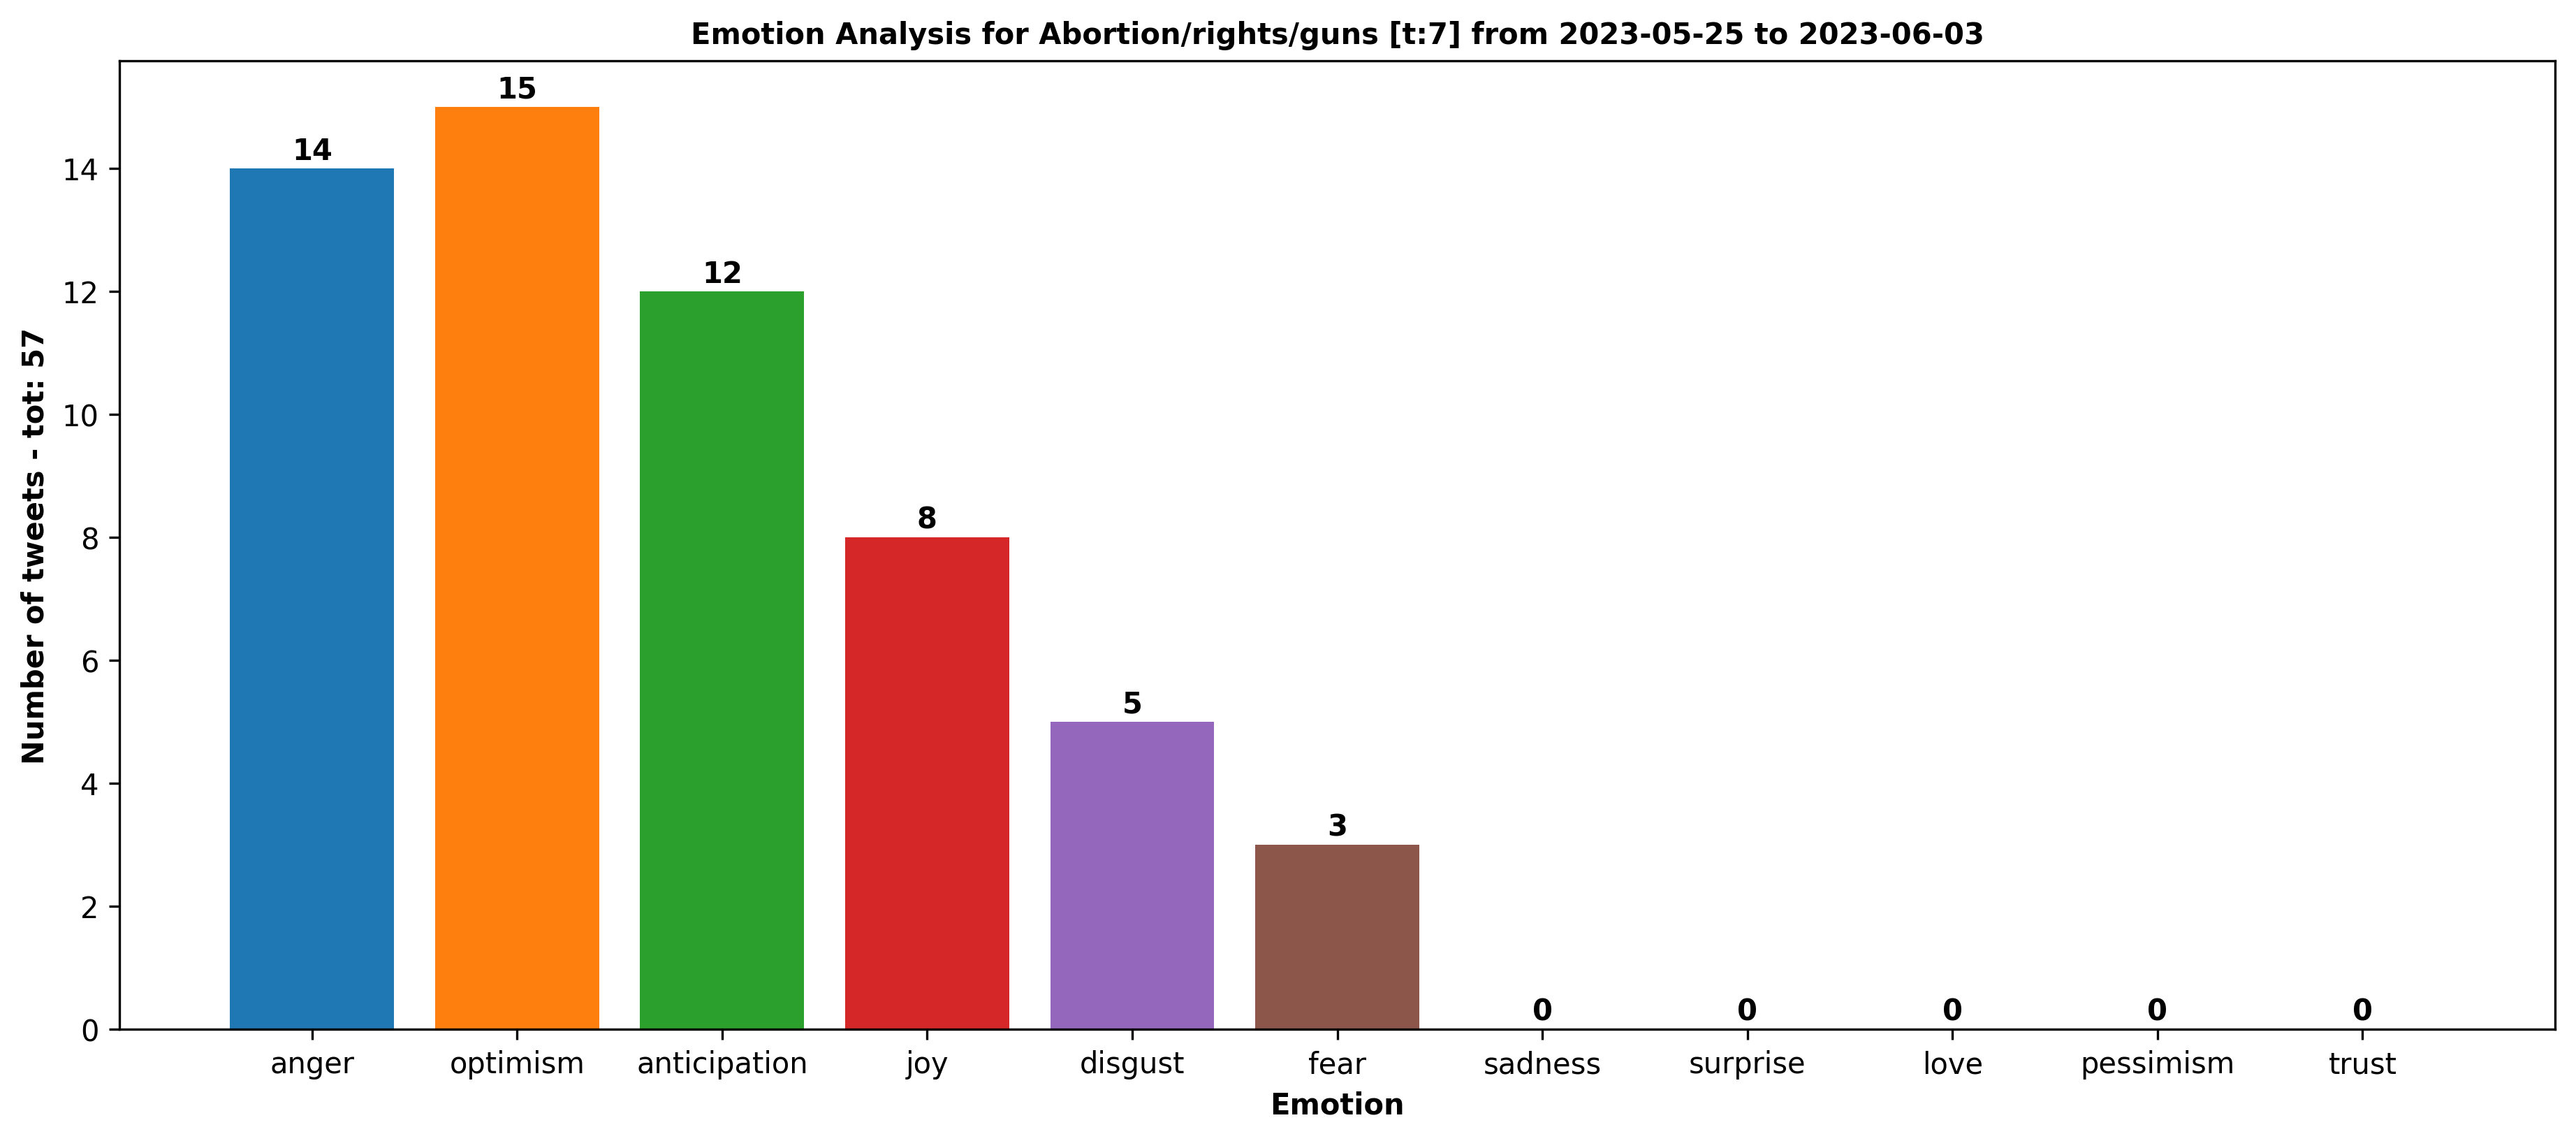 Emotion Analysis for Abortion/rights/guns [t:7] from 2023-05-25 to 2023-06-03
Number of tweets - tot: 57
14
12
10
8
6
4
2
0
14
15
12
8
5
3
0
0
0
0
0
anger
optimism
anticipation
joy
disgust
fear
sadness
surprise
love
pessimism
trust
Emotion